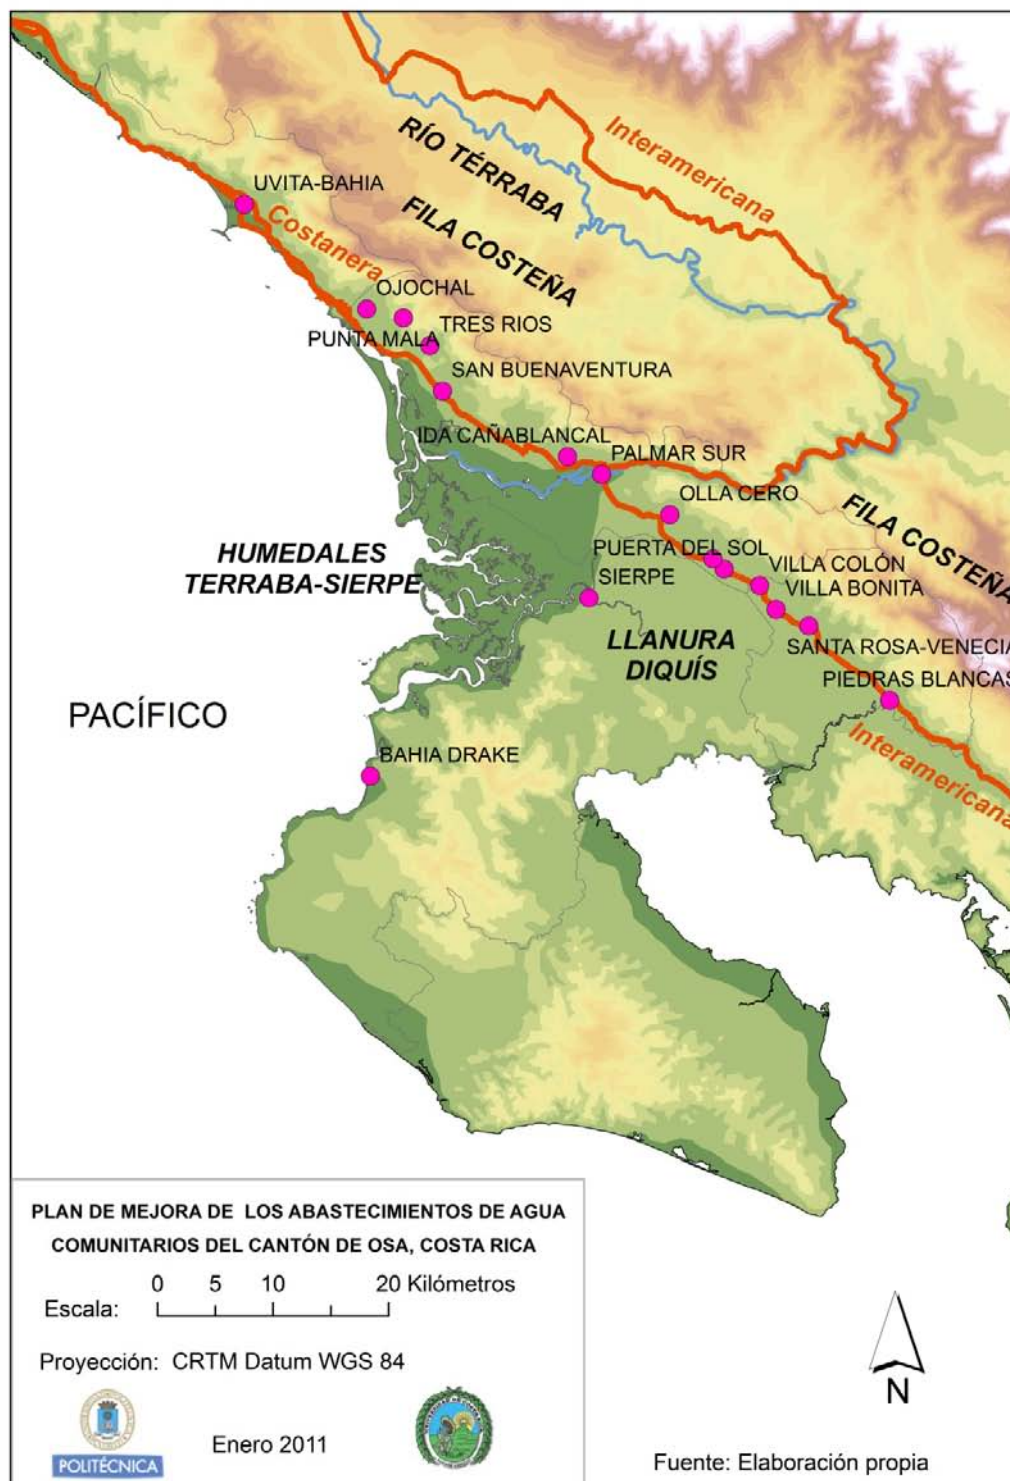 Interamericana
RÍO TÉRRABA
UVITA-BAHIA
FILA COSTEÑA
Costanera
OJOCHAL
TRES RIOS
PUNTA MALA
SAN BUENAVENTURA
IDA CAÑABLANCAL
PALMAR SUR
OLLA CERO
FILA COSTEÑA
HUMEDALES
TERRABA-SIERPE
PUERTA DEL SOL
VILLA COLÓN
SIERPE
VILLA BONITA
LLANURA
DIQUÍS
SANTA ROSA-VENECIA
PIEDRAS BLANCAS
PACÍFICO
Interamericana
BAHIA DRAKE
PLAN DE MEJORA DE LOS ABASTECIMIENTOS DE AGUA
COMUNITARIOS DEL CANTÓN DE OSA, COSTA RICA
0 5 10 20 Kilómetros
Escala:
Proyección: CRTM Datum WGS 84
N
POLITÉCNICA
Enero 2011
Fuente: Elaboración propia